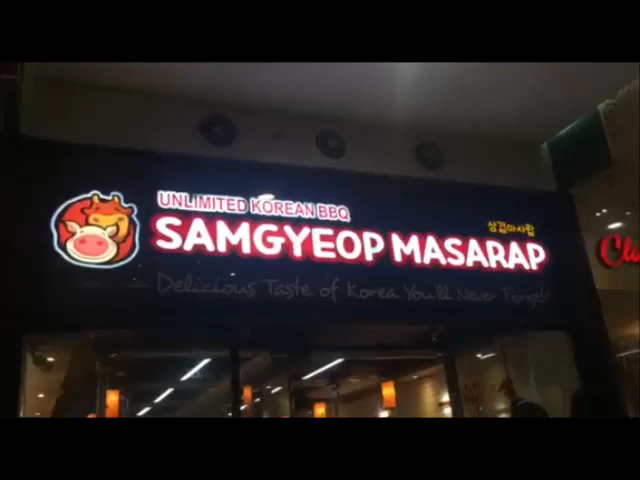 UNLIMITED KOREAN BBQ
삼겹마사랍
SAMGYEOP MASARAP
Delicious Taste of Korea You'll Never Forget!